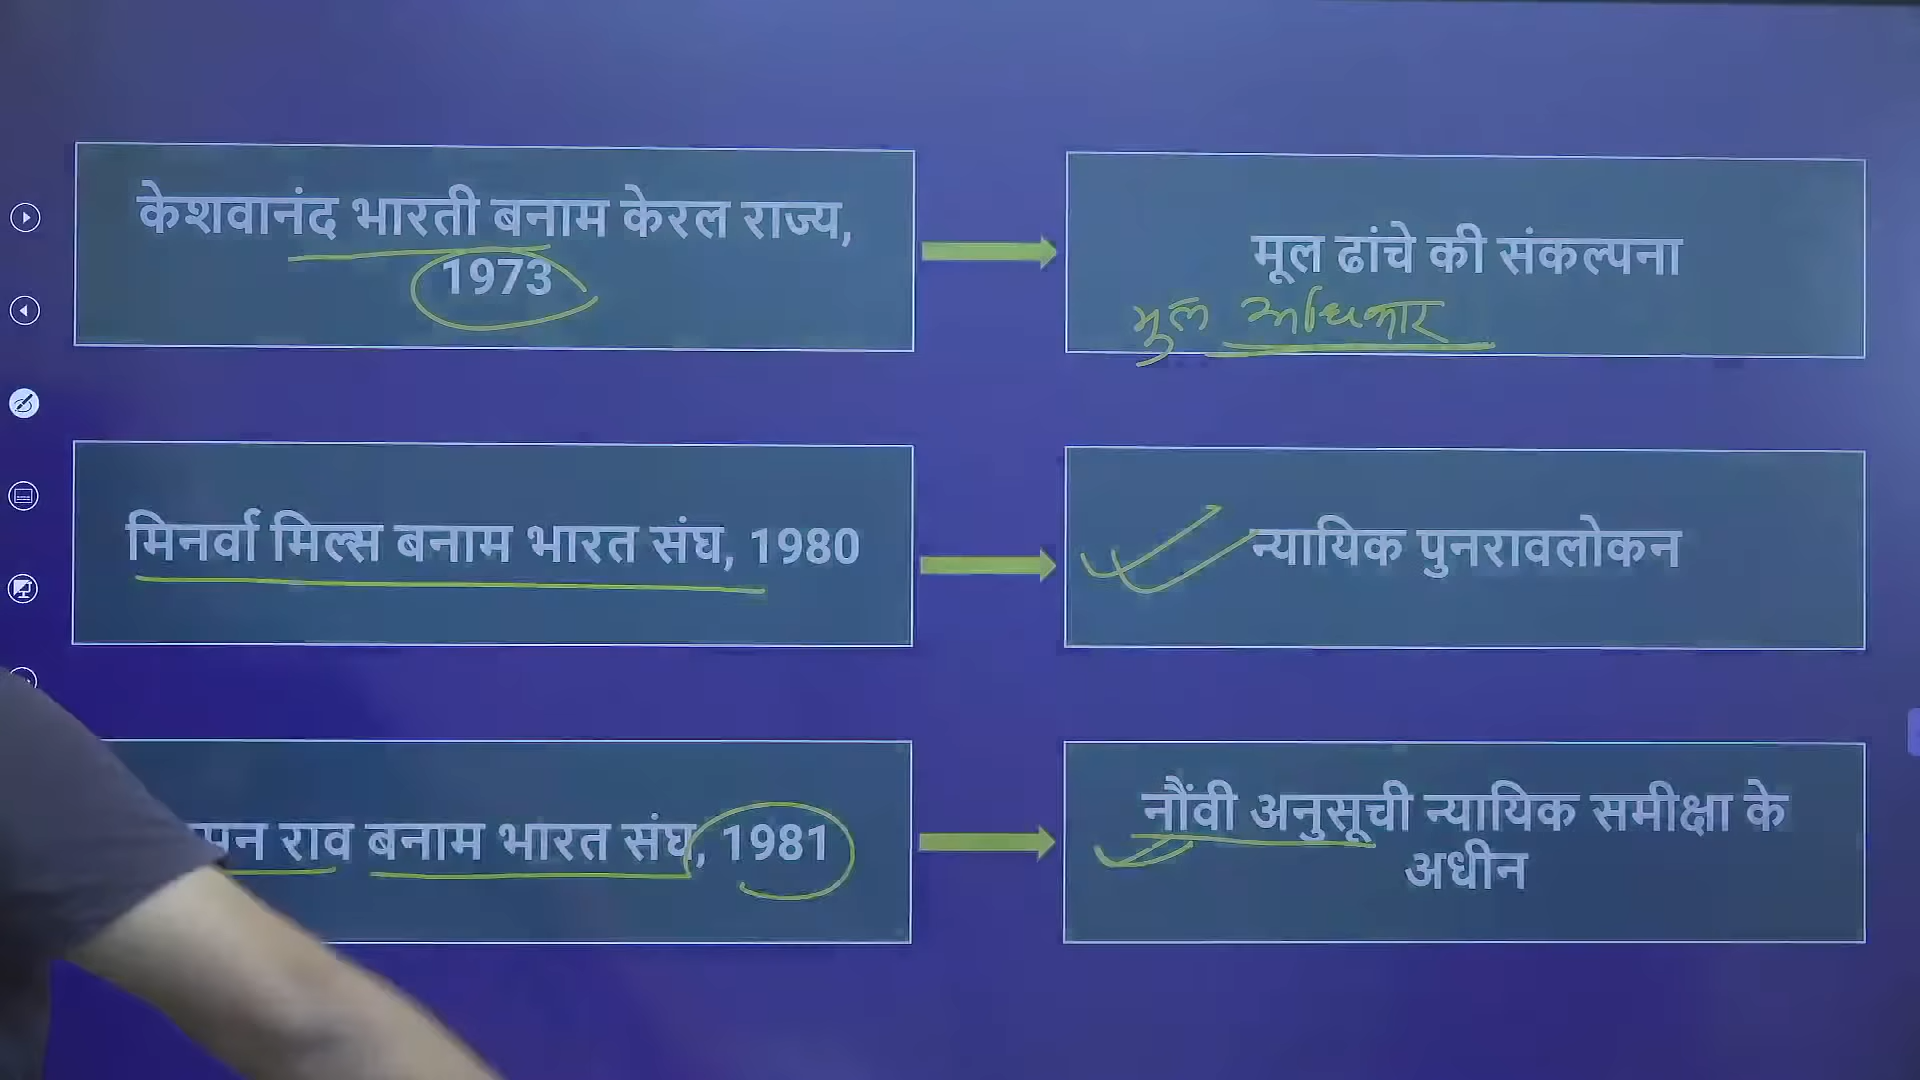 केशवानंद भारती बनाम केरल राज्य,
1973
मूल ढांचे की संकल्पना
मुल अधिकार
मिनर्वा मिल्स बनाम भारत संघ, 1980
न्यायिक पुनरावलोकन
राव बनाम भारत संघ, 1981
नौंवी अनुसूची न्यायिक समीक्षा के
अधीन